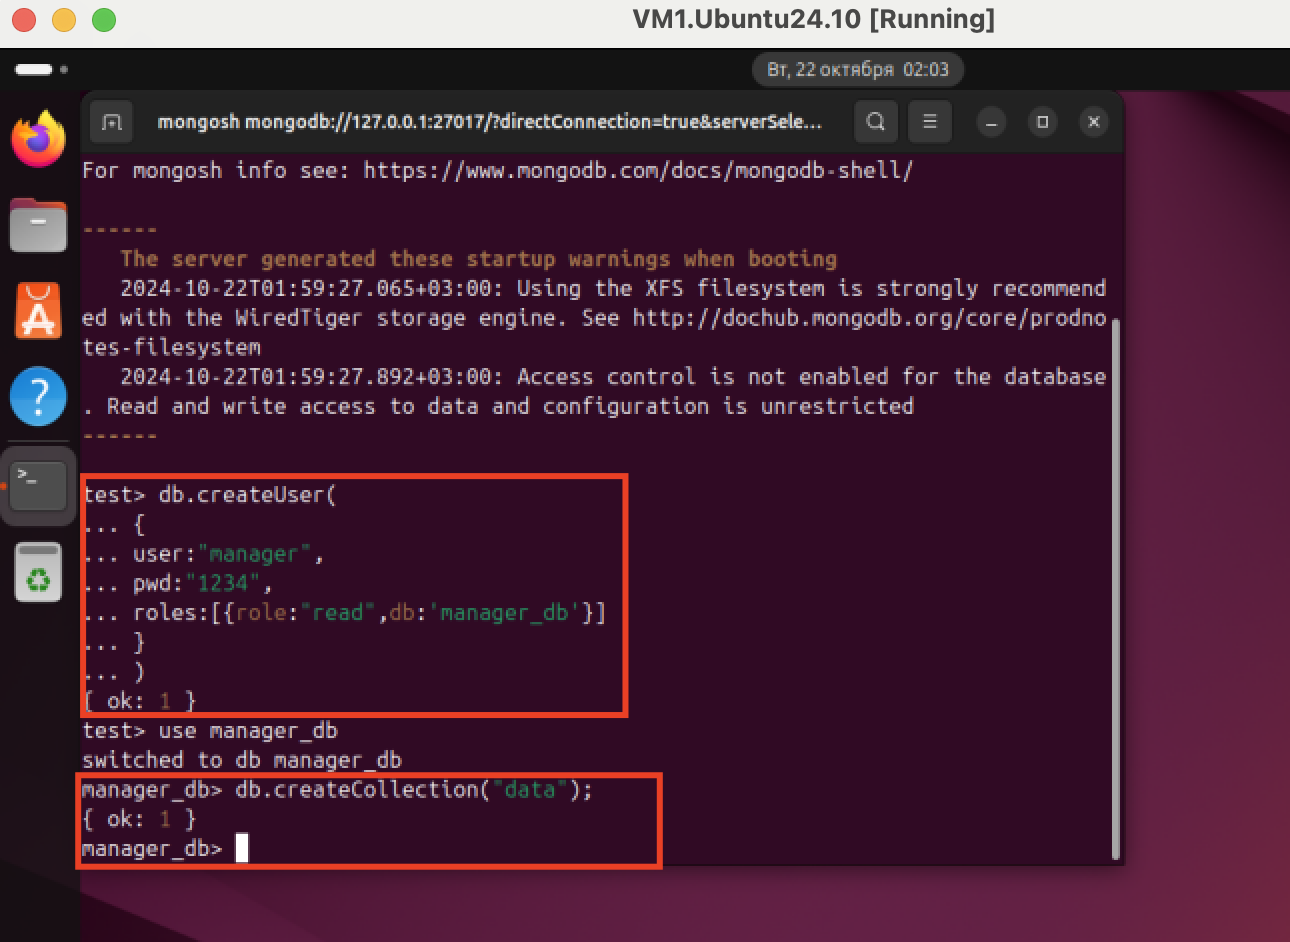 VM1.Ubuntu24.10 [Running]
Вт, 22 октября 02:03
mongosh mongodb://127.0.0.1:27017/?directConnection=true&serverSele...
For mongosh info see: https://www.mongodb.com/docs/mongodb-shell/
------
The server generated these startup warnings when booting
2024-10-22T01:59:27.065+03:00: Using the XFS filesystem is strongly recommend
ed with the WiredTiger storage engine. See http://dochub.mongodb.org/core/prodno
tes-filesystem
2024-10-22T01:59:27.892+03:00: Access control is not enabled for the database
. Read and write access to data and configuration is unrestricted
------
test> db.createUser(
... {
... user:"manager",
... pwd:"1234",
... roles:[{role:"read",db:'manager_db'}]
... }
... )
{ ok: 1 }
test> use manager_db
switched to db manager_db
manager_db> db.createCollection("data");
{ ok: 1 }
manager_db>